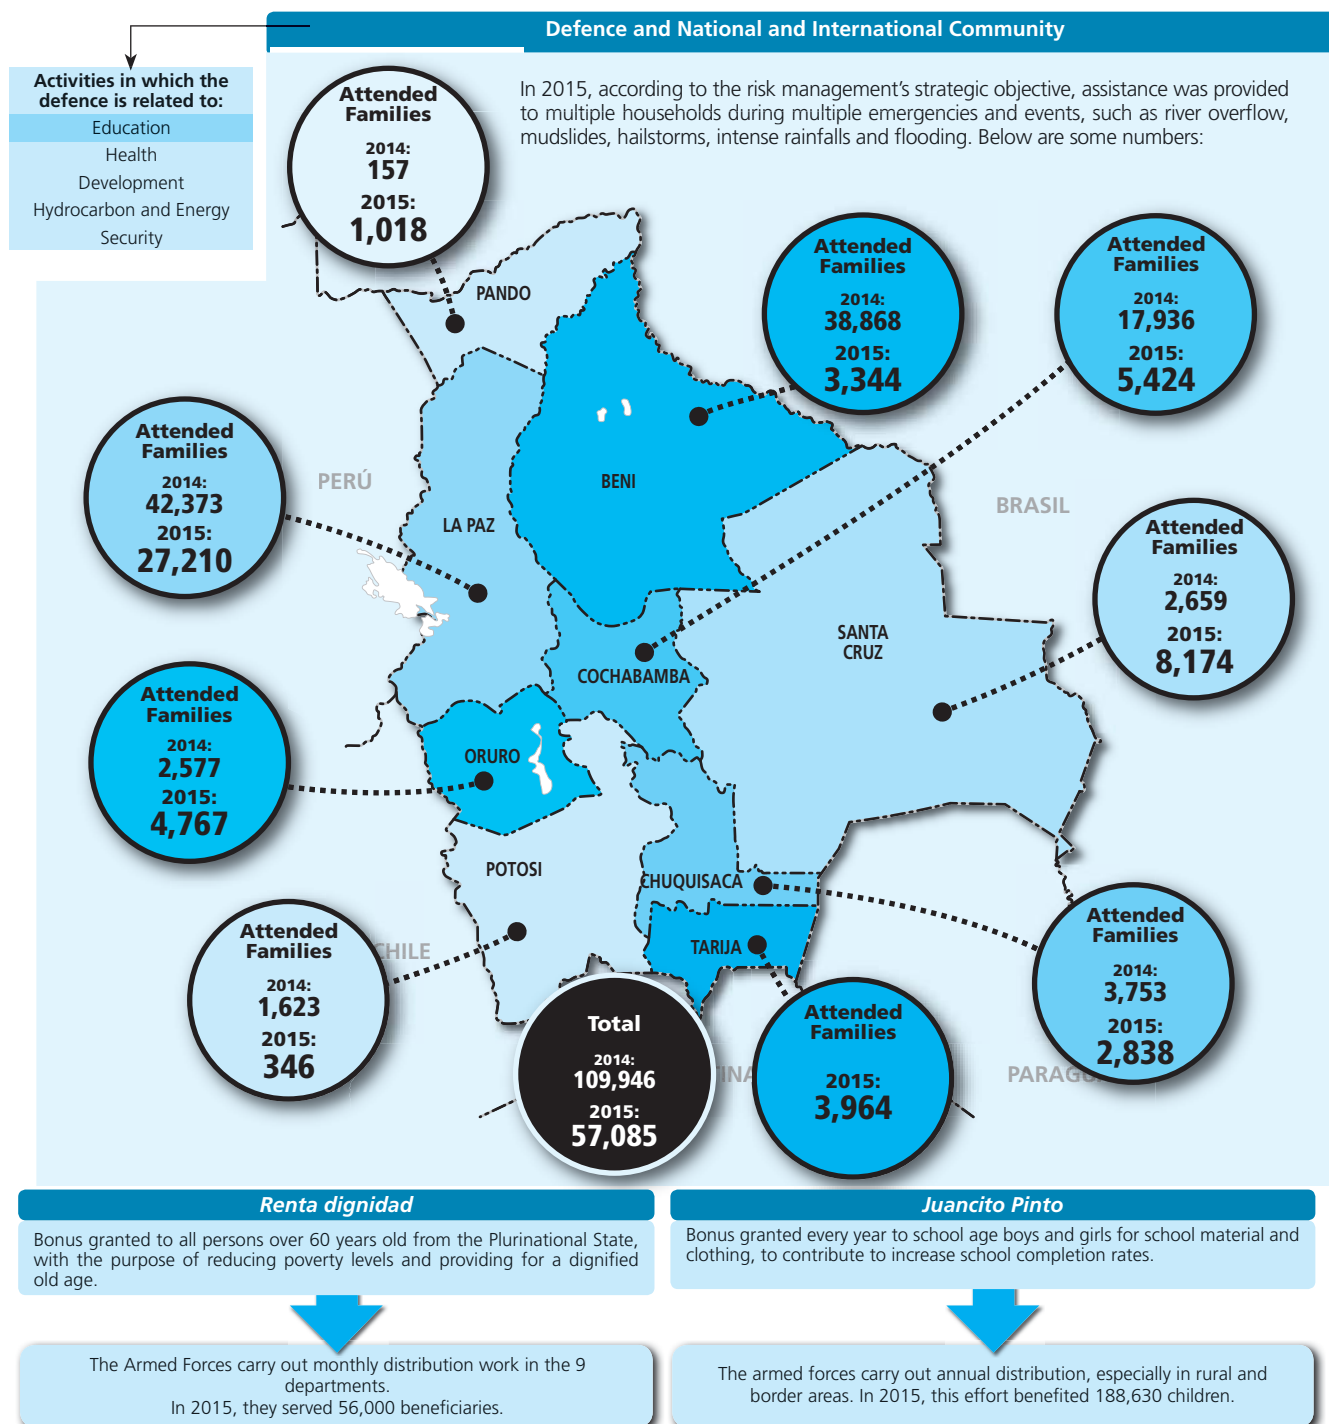 Defence and National and International Community
Activities in which the
defence is related to:
Education
Health
Development
Hydrocarbon and Energy
Security
In 2015, according to the risk management's strategic objective, assistance was provided
to multiple households during multiple emergencies and events, such as river overflow,
mudslides, hailstorms, intense rainfalls and flooding. Below are some numbers:
Attended
Families
2014:
157
2015:
1,018
Attended
Families
2014:
38,868
2015:
3,344
Attended
Families
2014:
17,936
2015:
5,424
PANDO
Attended
Families
2014:
42,373
2015:
27,210
PERÚ
BENI
LA PAZ
BRASIL
Attended
Families
2014:
2,659
2015:
8,174
SANTA
CRUZ
COCHABAMBA
Attended
Families
2014:
2,577
2015:
4,767
ORURO
POTOSI
CHUQUISACA
TARIJA
Attended
Families
2014:
1,623
2015:
346
CHILE
Attended
Families
2014:
3,753
2015:
2,838
Total
2014:
109,946
2015:
57,085
TINA
Attended
Families
2015:
3,964
PARAGU
Renta dignidad
Bonus granted to all persons over 60 years old from the Plurinational State,
with the purpose of reducing poverty levels and providing for a dignified
old age.
The Armed Forces carry out monthly distribution work in the 9
departments.
In 2015, they served 56,000 beneficiaries.
Juancito Pinto
Bonus granted every year to school age boys and girls for school material and
clothing, to contribute to increase school completion rates.
The armed forces carry out annual distribution, especially in rural and
border areas. In 2015, this effort benefited 188,630 children.